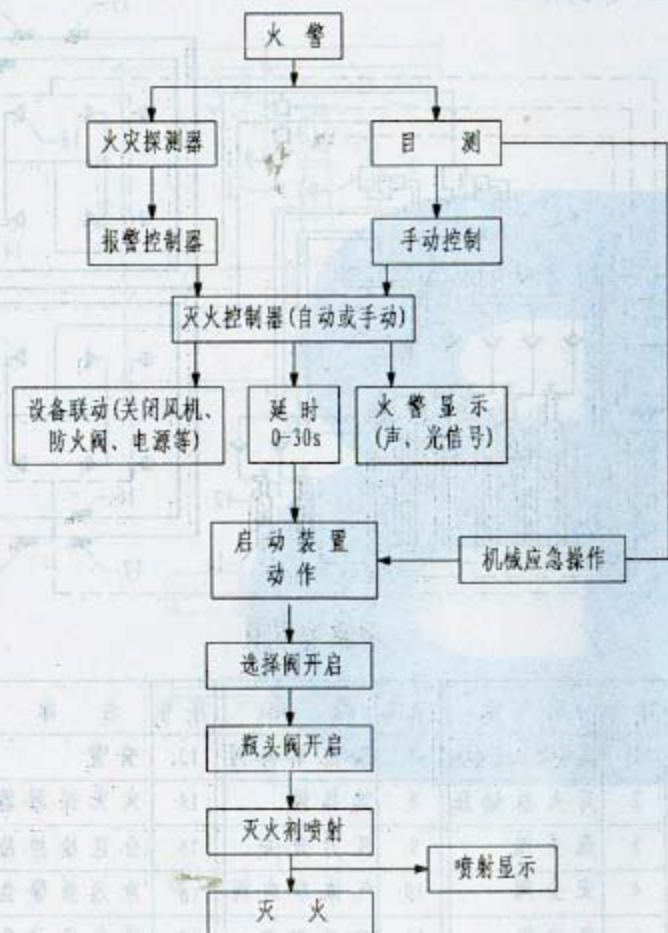 火 警
火灾探测器
目 测
报警控制器
手动控制
灭火控制器(自动或手动)
设备联动(关闭风机、
防火阀、电源等)
延 时
0-30s
火 警 显 示
(声、光信号)
启 动 装 置
动 作
机械应急操作
选择阀开启
瓶头阀开启
灭火剂喷射
喷射显示
灭 火